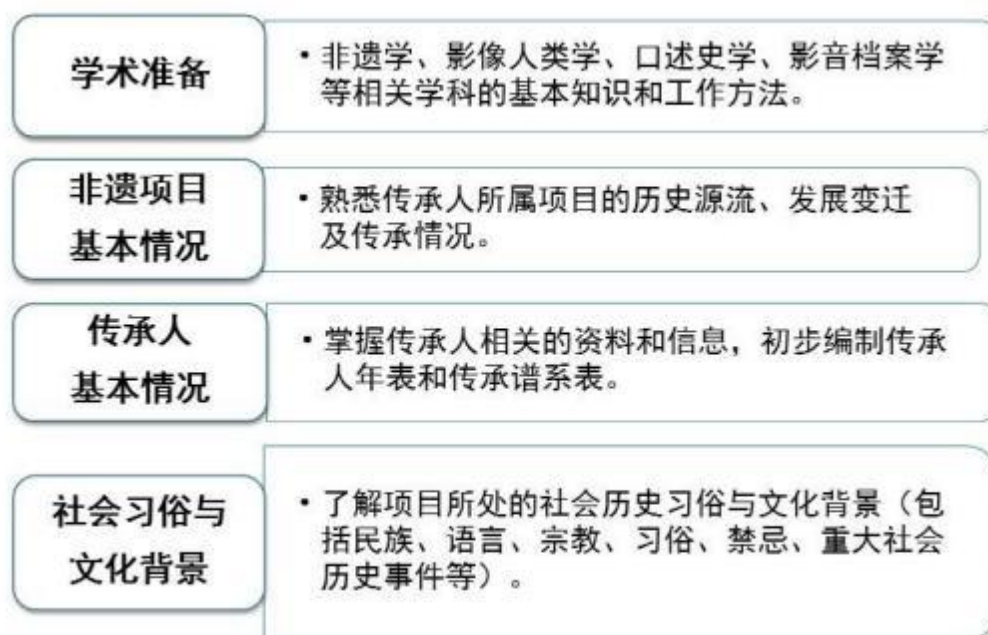 学术准备
• 非遗学、影像人类学、口述史学、影音档案学
等相关学科的基本知识和工作方法。
非遗项目
基本情况
• 熟悉传承人所属项目的历史源流、发展变迁
及传承情况。
传承人
基本情况
• 掌握传承人相关的资料和信息，初步编制传承
人年表和传承谱系表。
社会习俗与
文化背景
• 了解项目所处的社会历史习俗与文化背景（包
括民族、语言、宗教、习俗、禁忌、重大社会
历史事件等）。